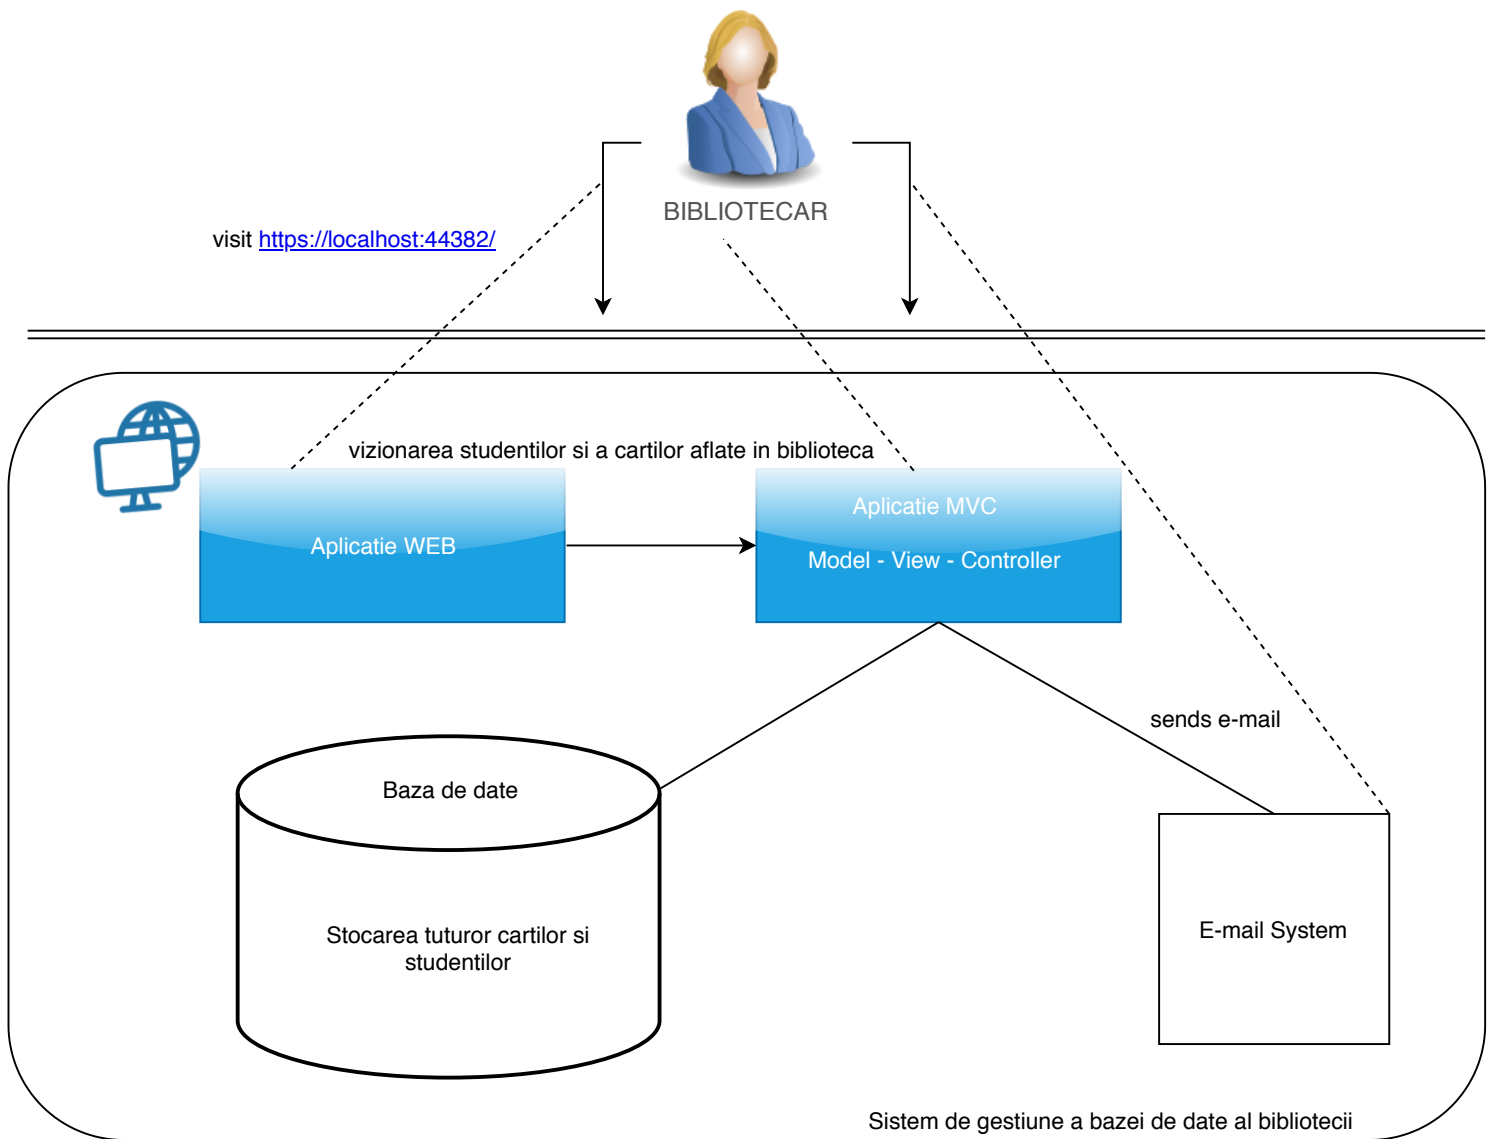 BIBLIOTECAR
visit https://localhost:44382/
vizionarea studentilor si a cartilor aflate in biblioteca
Aplicatie WEB
Aplicatie MVC
Model - View - Controller
sends e-mail
Baza de date
Stocarea tuturor cartilor si
studentilor
E-mail System
Sistem de gestiune a bazei de date al bibliotecii